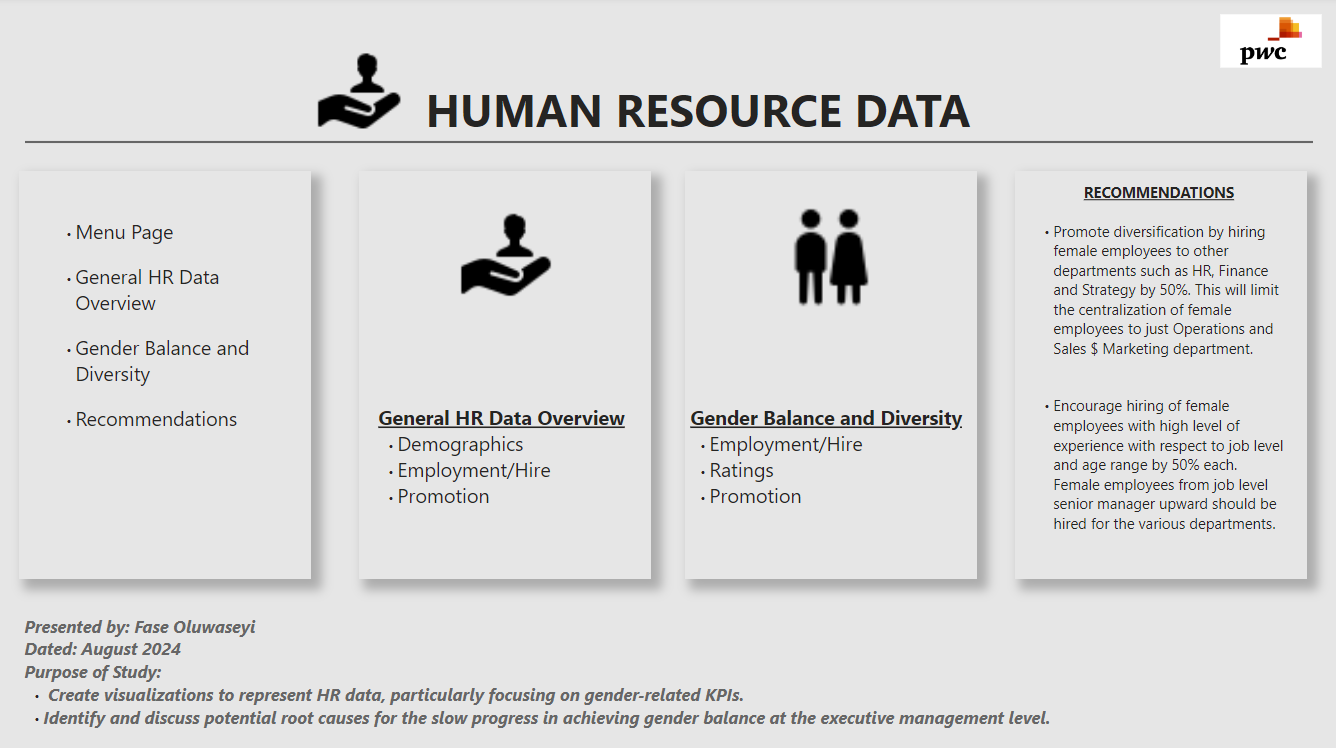 pwc
HUMAN RESOURCE DATA
• Menu Page
• General HR Data
Overview
• Gender Balance and
Diversity
• Recommendations
General HR Data Overview
• Demographics
• Employment/Hire
• Promotion
Gender Balance and Diversity
• Employment/Hire
• Ratings
• Promotion
RECOMMENDATIONS
• Promote diversification by hiring
female employees to other
departments such as HR, Finance
and Strategy by 50%. This will limit
the centralization of female
employees to just Operations and
Sales $ Marketing department.
• Encourage hiring of female
employees with high level of
experience with respect to job level
and age range by 50% each.
Female employees from job level
senior manager upward should be
hired for the various departments.
Presented by: Fase Oluwaseyi
Dated: August 2024
Purpose of Study:
• Create visualizations to represent HR data, particularly focusing on gender-related KPIs.
• Identify and discuss potential root causes for the slow progress in achieving gender balance at the executive management level.